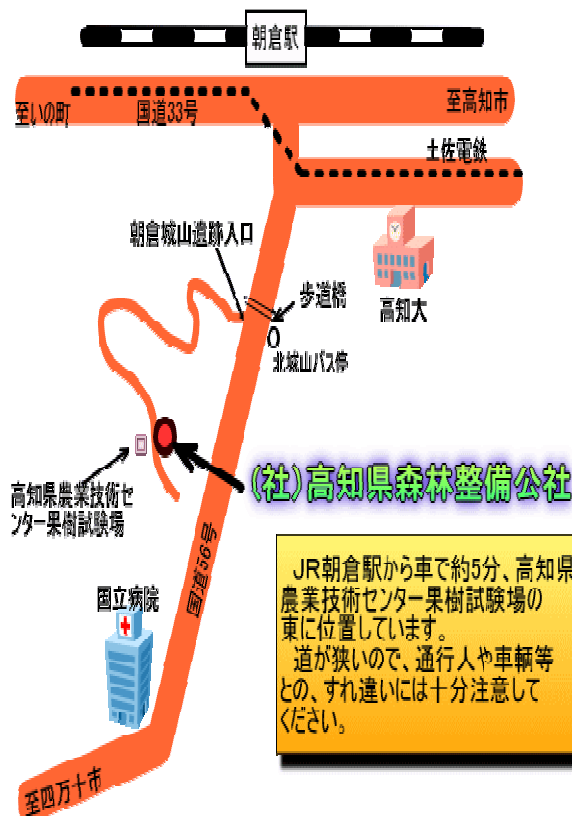 朝倉駅
至いの町
国道33号
至高知市
土佐電鉄
朝倉城山遺跡入口
歩道橋
高知大
北城山バス停
高知県農業技術セ
ンター果樹試験場
(社)高知県森林整備公社
国道56号
国立病院
JR朝倉駅から車で約5分、高知県
農業技術センター果樹試験場の
東に位置しています。
道が狭いので、通行人や車輌等
との、すれ違いには十分注意して
ください。
至四万十市